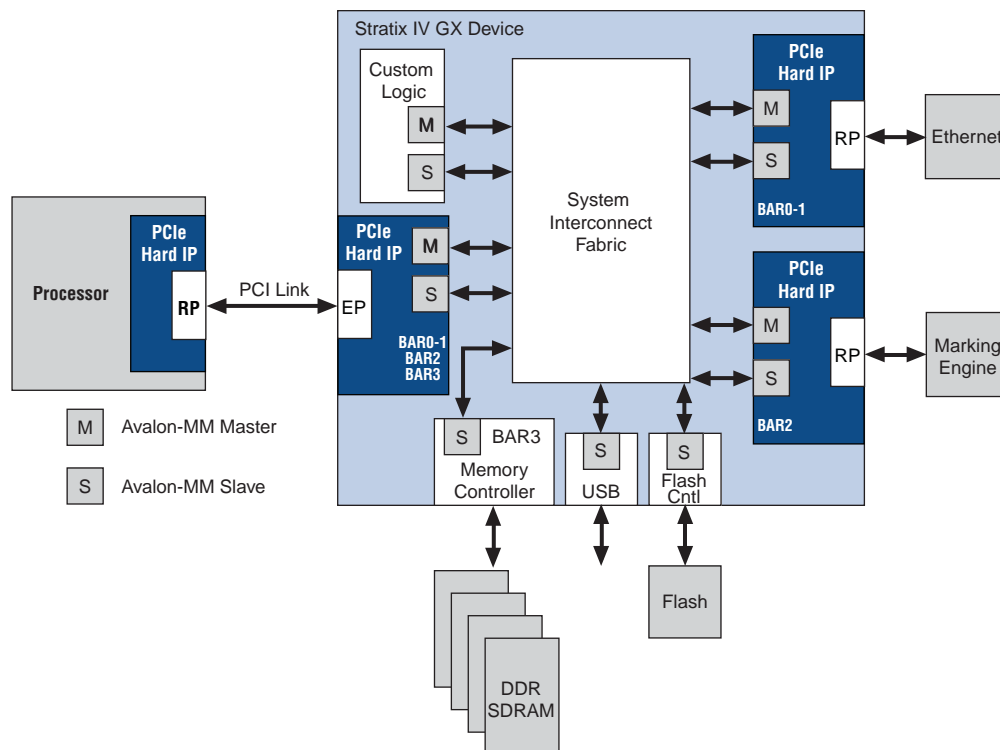 Stratix IV GX Device
Custom
Logic
M
S
System
Interconnect
Fabric
PCIe
Hard IP
M
S
RP
BAR0-1
Ethernet
Processor
PCIe
Hard IP
RP
PCI Link
PCIe
Hard IP
M
S
EP
BAR0-1
BAR2
BAR3
PCIe
Hard IP
M
S
RP
BAR2
Marking
Engine
M Avalon-MM Master
S Avalon-MM Slave
S BAR3
Memory
Controller
S
USB
S
Flash
Cntl
Flash
DDR
SDRAM